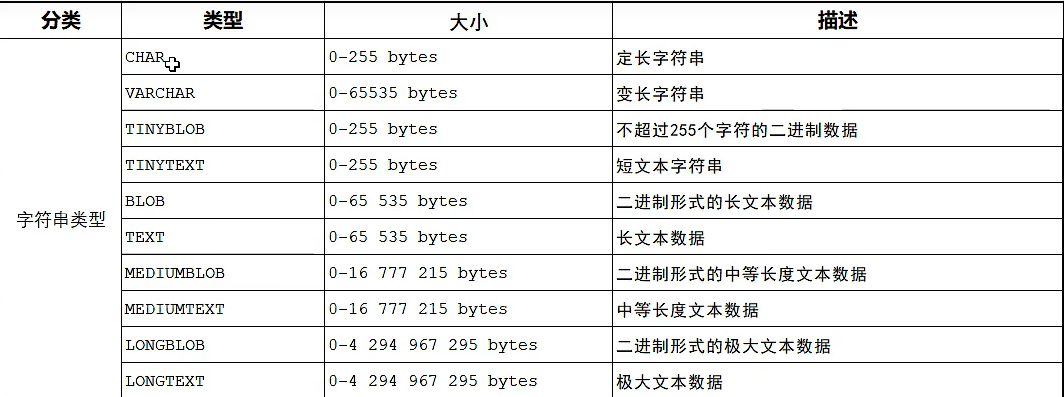 分类 类型 大小 描述
CHAR 0-255 bytes 定长字符串
VARCHAR 0-65535 bytes 变长字符串
TINYBLOB 0-255 bytes 不超过255个字符的二进制数据
TINYTEXT 0-255 bytes 短文本字符串
字符串类型 BLOB 0-65 535 bytes 二进制形式的长文本数据
TEXT 0-65 535 bytes 长文本数据
MEDIUMBLOB 0-16 777 215 bytes 二进制形式的中等长度文本数据
MEDIUMTEXT 0-16 777 215 bytes 中等长度文本数据
LONGBLOB 0-4 294 967 295 bytes 二进制形式的极大文本数据
LONGTEXT 0-4 294 967 295 bytes 极大文本数据